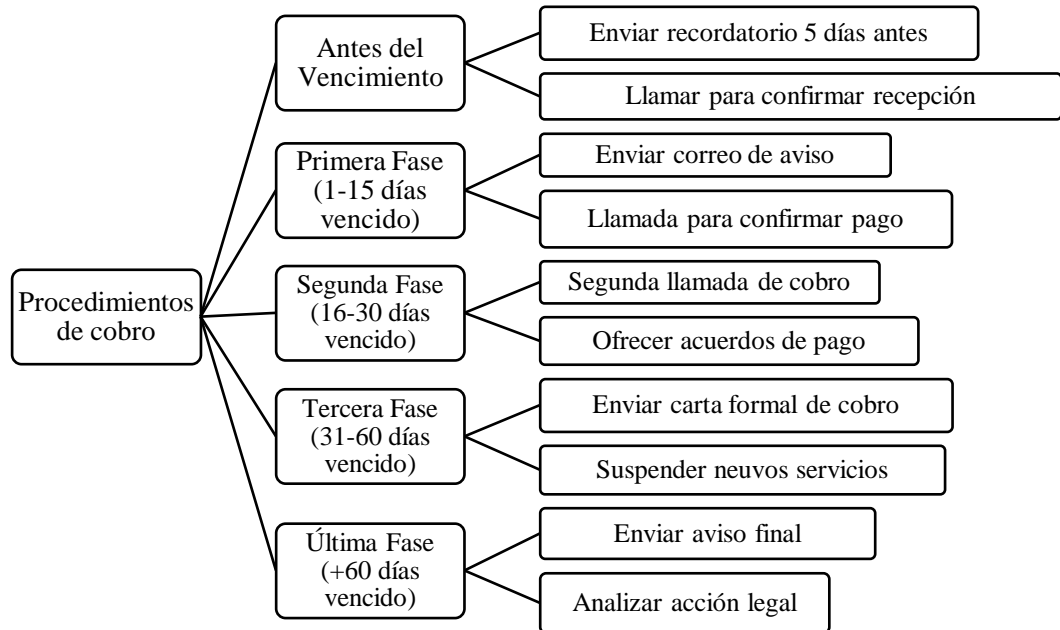 Procedimientos
de cobro
Antes del
Vencimiento
Enviar recordatorio 5 días antes
Llamar para confirmar recepción
Primera Fase
(1-15 días
vencido)
Enviar correo de aviso
Llamada para confirmar pago
Segunda Fase
(16-30 días
vencido)
Segunda llamada de cobro
Ofrecer acuerdos de pago
Tercera Fase
(31-60 días
vencido)
Enviar carta formal de cobro
Suspender neuvos servicios
Última Fase
(+60 días
vencido)
Enviar aviso final
Analizar acción legal